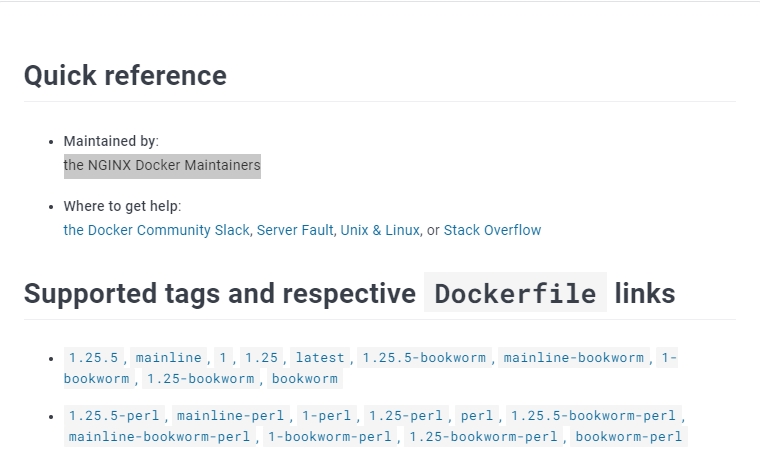 Quick reference
Maintained by:
the NGINX Docker Maintainers
Where to get help:
the Docker Community Slack, Server Fault, Unix & Linux, or Stack Overflow
Supported tags and respective Dockerfile links
1.25.5, mainline, 1, 1.25, latest, 1.25.5-bookworm, mainline-bookworm, 1-
bookworm, 1.25-bookworm, bookworm
1.25.5-perl, mainline-perl, 1-perl, 1.25-perl, perl, 1.25.5-bookworm-perl,
mainline-bookworm-perl, 1-bookworm-perl, 1.25-bookworm-perl, bookworm-perl